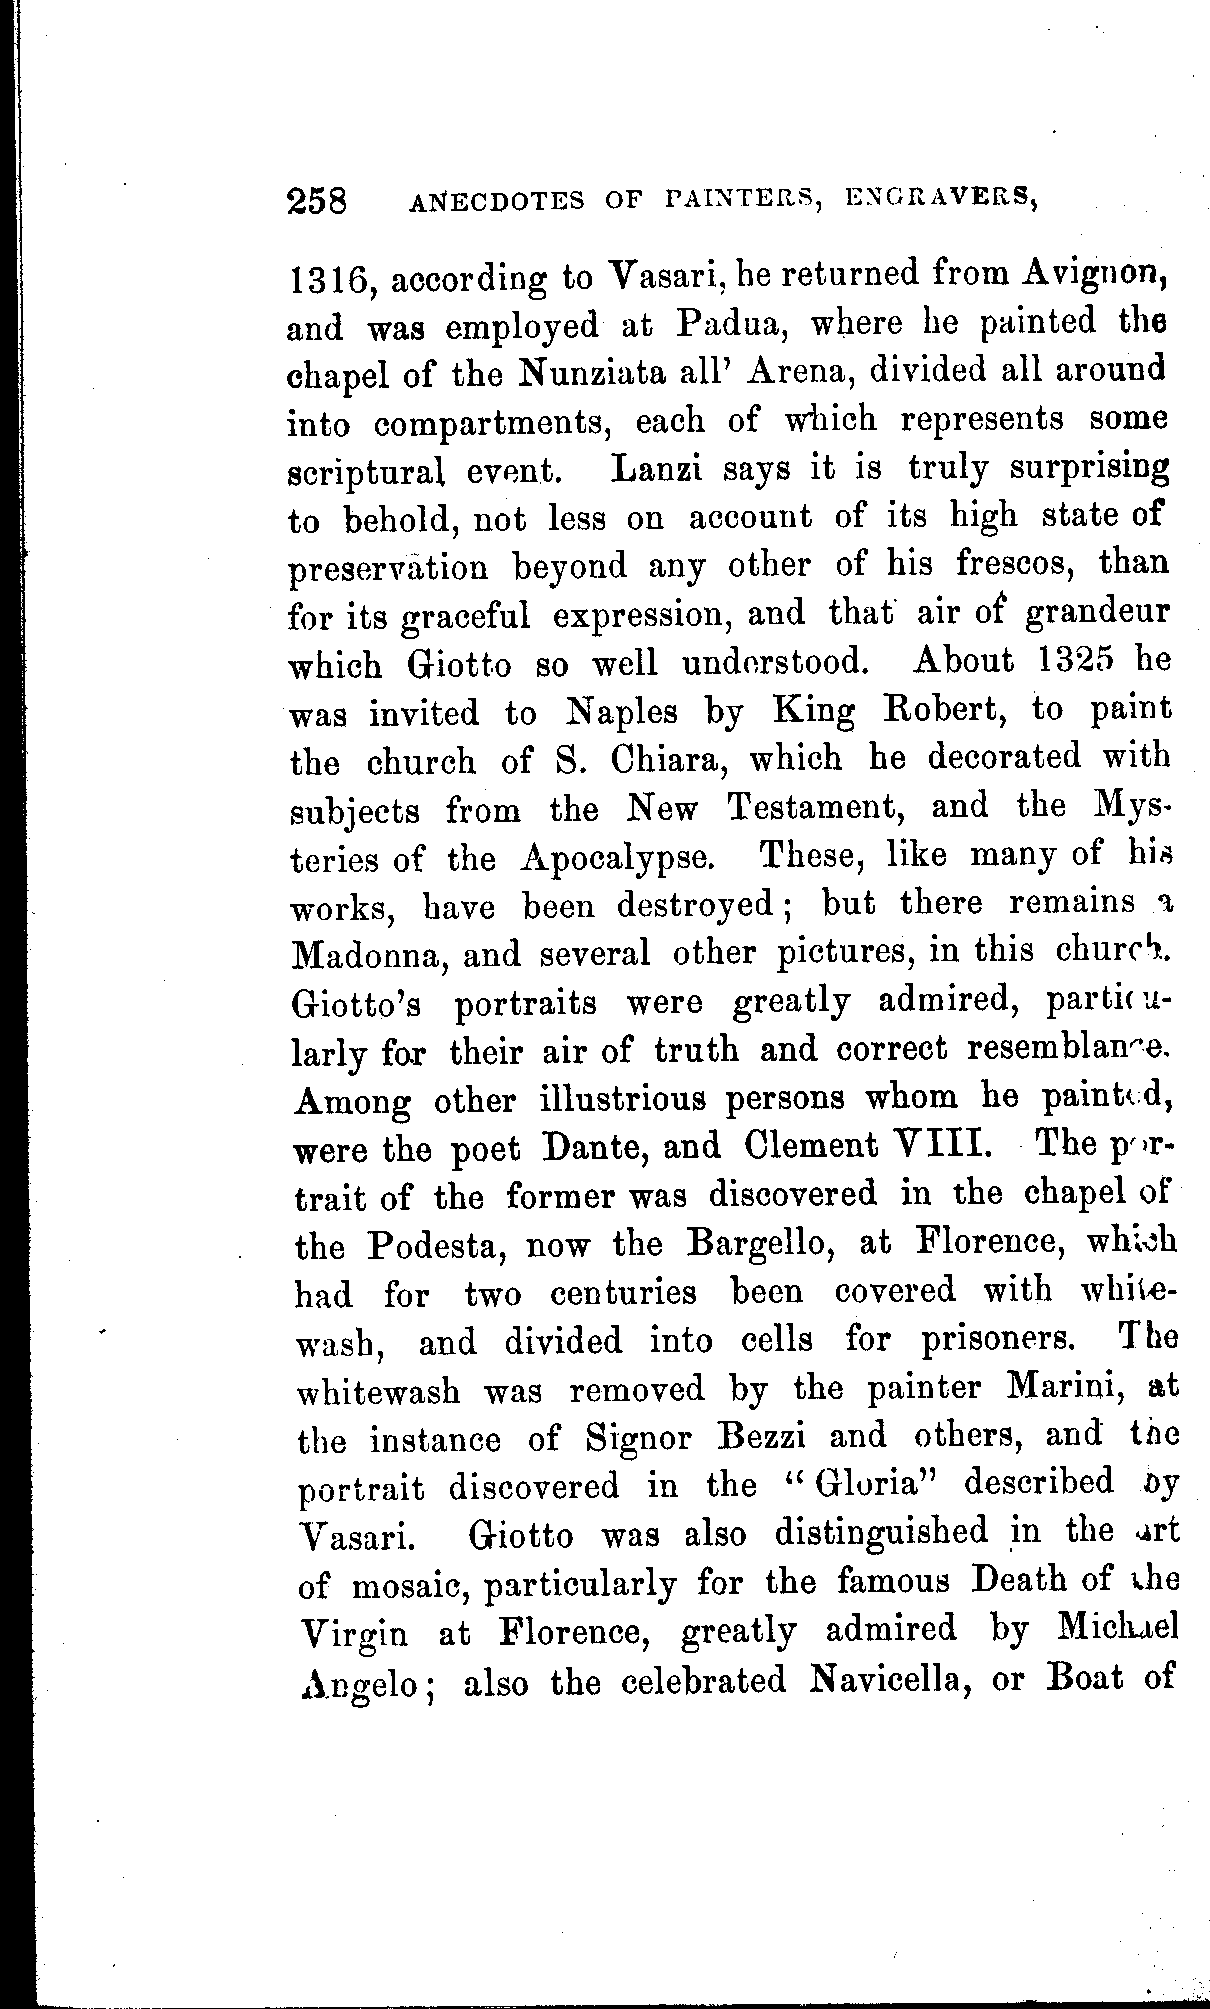 258 ANECDOTES OF PAINTERS, ENGRAVERS,
1316, according to Vasari, he returned from Avignon,
and was employed at Padua, where he painted the
chapel of the Nunziata all' Arena, divided all around
into compartments, each of which represents some
scriptural event. Lanzi says it is truly surprising
to behold, not less on account of its high state of
preservation beyond any other of his frescos, than
for its graceful expression, and that air of grandeur
which Giotto so well understood. About 1325 he
was invited to Naples by King Robert, to paint
the church of S. Chiara, which he decorated with
subjects from the New Testament, and the Mys-
teries of the Apocalypse. These, like many of his
works, have been destroyed; but there remains a
Madonna, and several other pictures, in this church.
Giotto's portraits were greatly admired, particu-
larly for their air of truth and correct resemblance.
Among other illustrious persons whom he painted,
were the poet Dante, and Clement VIII. The por-
trait of the former was discovered in the chapel of
the Podesta, now the Bargello, at Florence, which
had for two centuries been covered with white-
wash, and divided into cells for prisoners. The
whitewash was removed by the painter Marini, at
the instance of Signor Bezzi and others, and the
portrait discovered in the "Gloria" described by
Vasari. Giotto was also distinguished in the art
of mosaic, particularly for the famous Death of the
Virgin at Florence, greatly admired by Michael
Angelo; also the celebrated Navicella, or Boat of